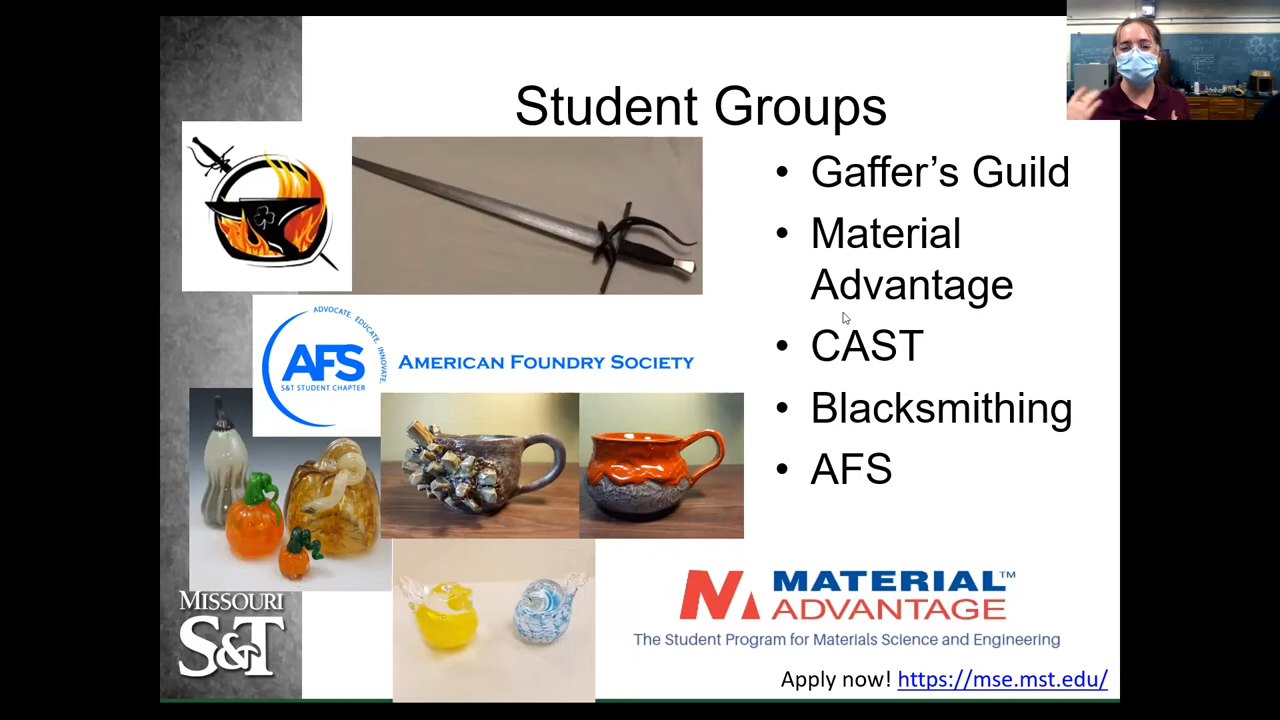 Student Groups
• Gaffer's Guild
• Material
Advantage
• CAST
• Blacksmithing
• AFS
ADVOCATE. EDUCATE. INNOVATE.
AFS
S&T STUDENT CHAPTER
AMERICAN FOUNDRY SOCIETY
MISSOURI
S&T
MATERIAL™
ADVANTAGE
The Student Program for Materials Science and Engineering
Apply now! https://mse.mst.edu/